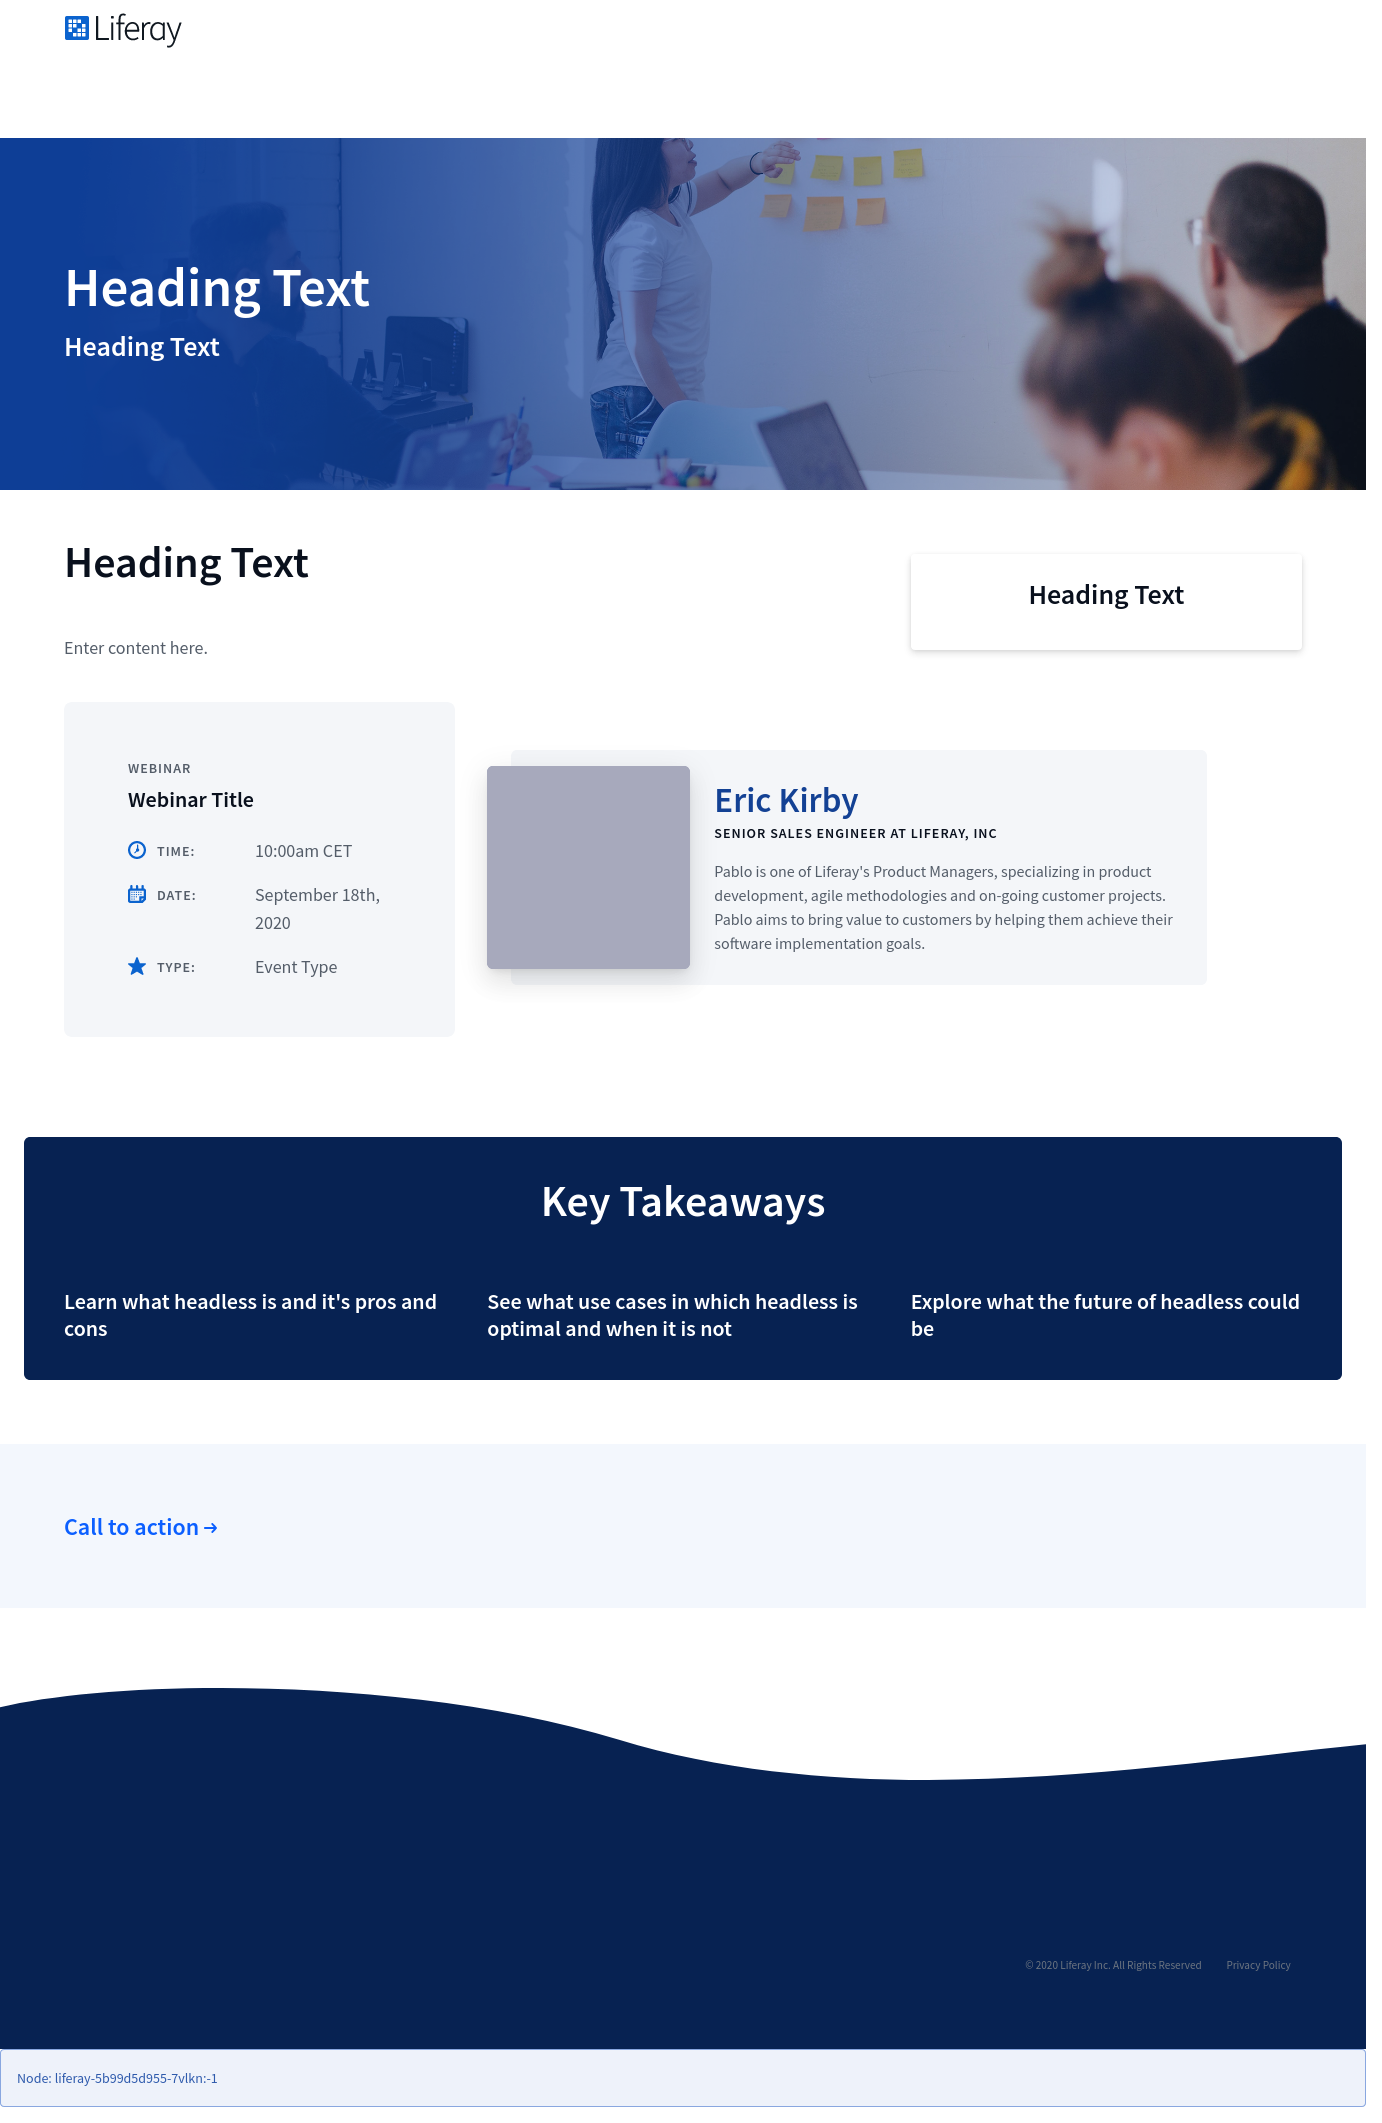 Liferay
Heading Text
Heading Text
Heading Text
Heading Text
Enter content here.
WEBINAR
Webinar Title
TIME: 10:00am CET
DATE: September 18th,
2020
TYPE: Event Type
Eric Kirby
SENIOR SALES ENGINEER AT LIFERAY, INC
Pablo is one of Liferay's Product Managers, specializing in product
development, agile methodologies and on-going customer projects.
Pablo aims to bring value to customers by helping them achieve their
software implementation goals.
Key Takeaways
Learn what headless is and it's pros and
cons
See what use cases in which headless is
optimal and when it is not
Explore what the future of headless could
be
Call to action →
© 2020 Liferay Inc. All Rights Reserved Privacy Policy
Node: liferay-5b99d5d955-7vlkn:-1